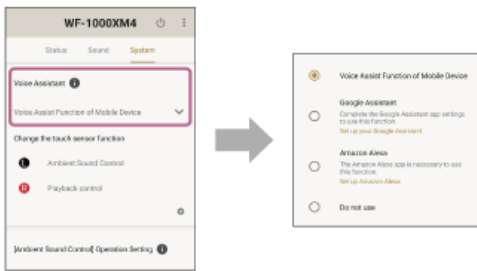 WF-1000XM4
Status Sound System
Voice Assistant
Voice Assist Function of Mobile Device
Change the touch sensor function
L Ambient Sound Control
R Playback control
[Ambient Sound Control] Operation Setting
Voice Assist Function of Mobile Device
Google Assistant
Complete the Google Assistant app settings
to use this function.
Set up your Google Assistant
Amazon Alexa
The Amazon Alexa app is necessary to use
this function.
Set up Amazon Alexa
Do not use